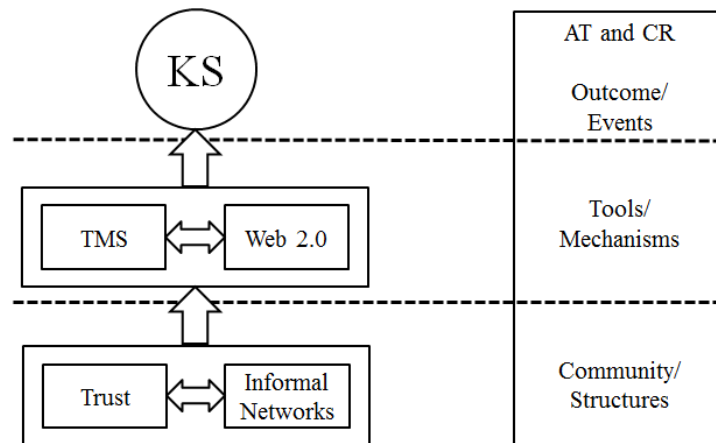 KS
AT and CR
Outcome/
Events
TMS
Web 2.0
Tools/
Mechanisms
Trust
Informal
Networks
Community/
Structures